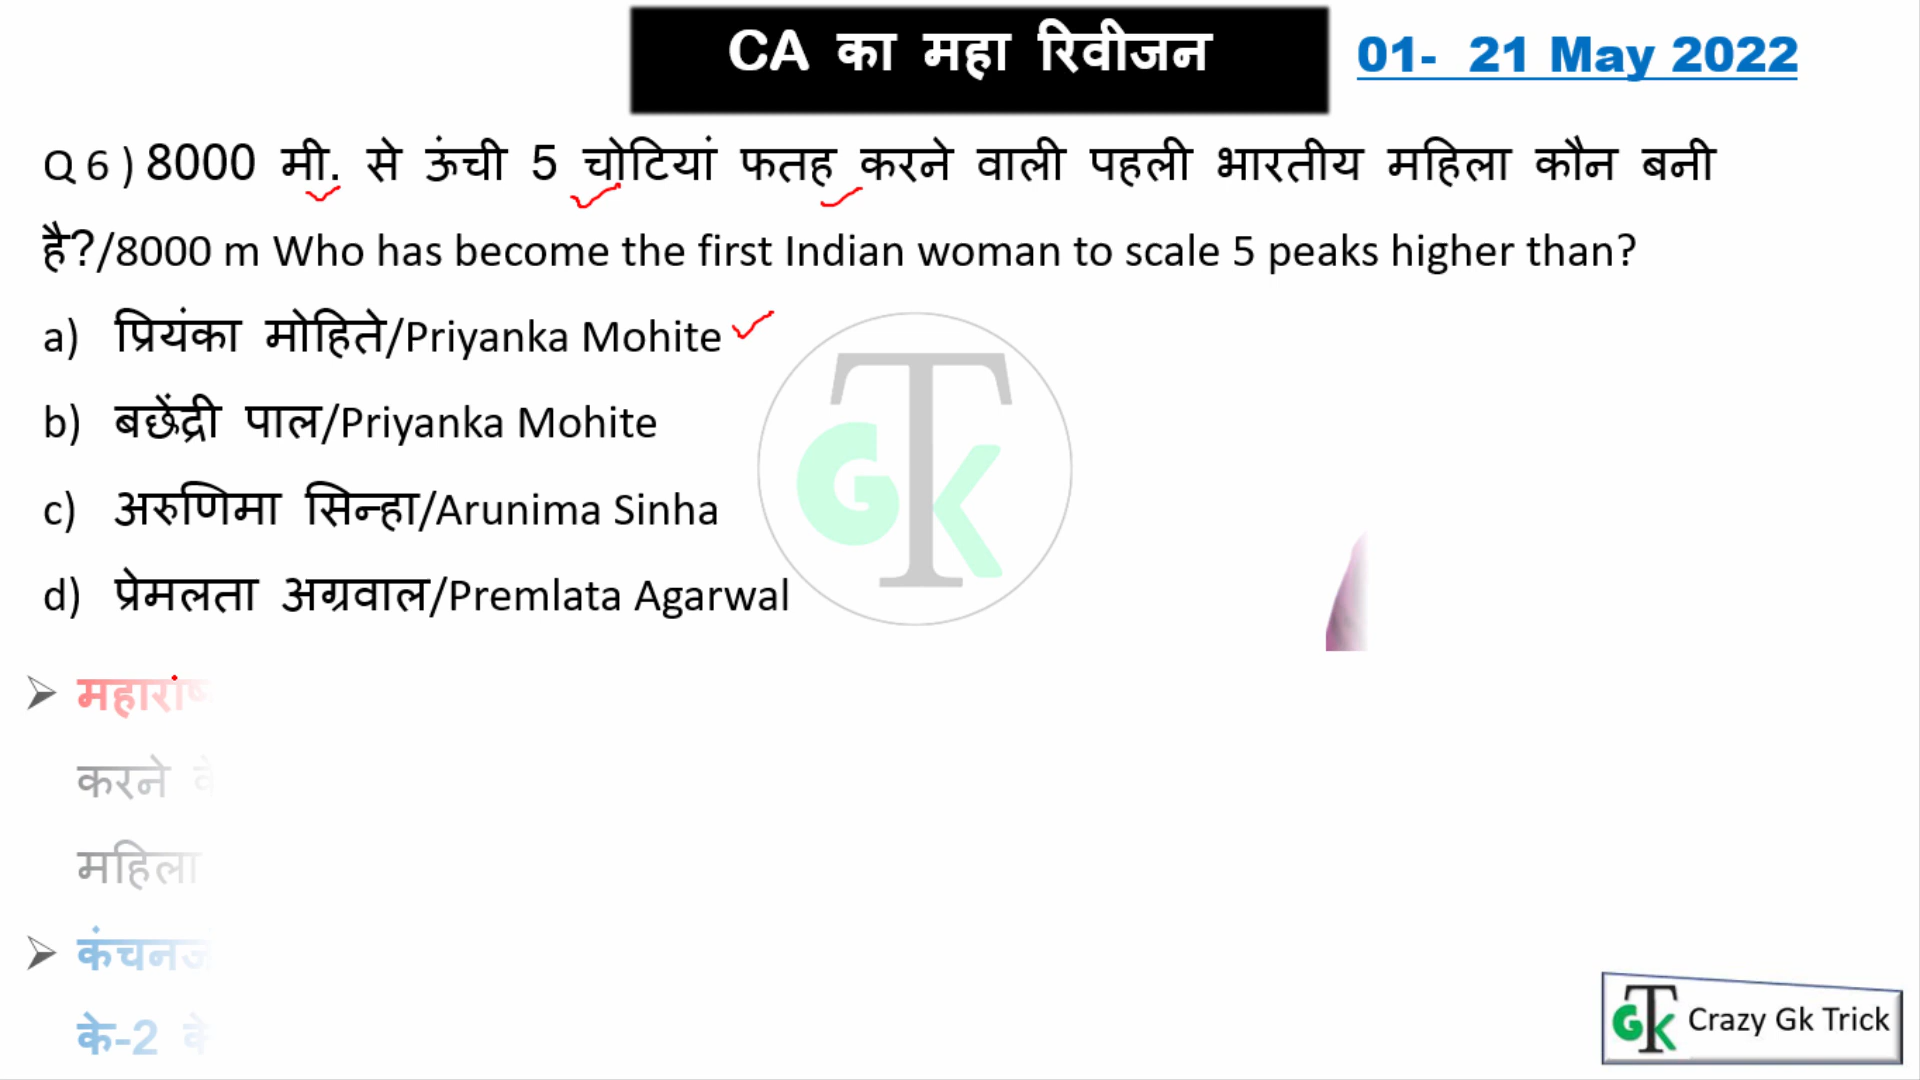 CA का महा रिवीजन
01- 21 May 2022
Q 6 ) 8000 मी. से ऊंची 5 चोटियां फतह करने वाली पहली भारतीय महिला कौन बनी
है?/8000 m Who has become the first Indian woman to scale 5 peaks higher than?
a) प्रियंका मोहिते/Priyanka Mohite
b) बछेंद्री पाल/Priyanka Mohite
c) अरुणिमा सिन्हा/Arunima Sinha
d) प्रेमलता अग्रवाल/Premlata Agarwal
करने
महिला
के-2
GTK
GTK Crazy Gk Trick